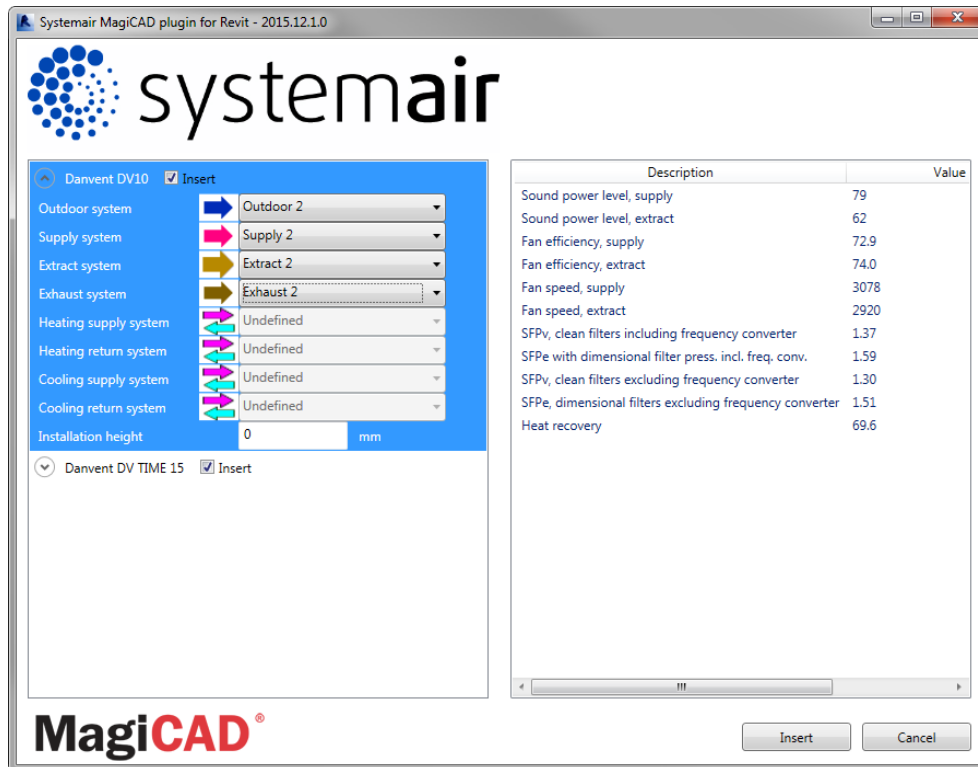 Systemair MagiCAD plugin for Revit - 2015.12.1.0
systemair
Danvent DV10 Insert
Outdoor system Outdoor 2
Supply system Supply 2
Extract system Extract 2
Exhaust system Exhaust 2
Heating supply system Undefined
Heating return system Undefined
Cooling supply system Undefined
Cooling return system Undefined
Installation height 0 mm
Danvent DV TIME 15 Insert
Description Value
Sound power level, supply 79
Sound power level, extract 62
Fan efficiency, supply 72.9
Fan efficiency, extract 74.0
Fan speed, supply 3078
Fan speed, extract 2920
SFPv, clean filters including frequency converter 1.37
SFPe with dimensional filter press. incl. freq. conv. 1.59
SFPv, clean filters excluding frequency converter 1.30
SFPe, dimensional filters excluding frequency converter 1.51
Heat recovery 69.6
MagiCAD®
Insert Cancel